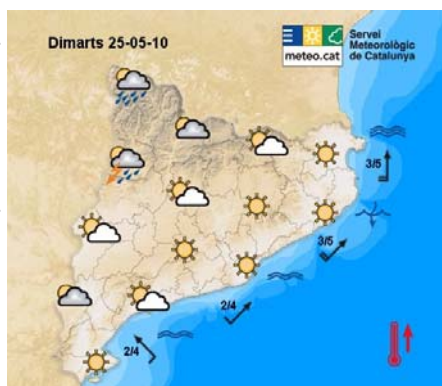 Dimarts 25-05-10
meteo.cat
Servei
Meteorològic
de Catalunya
3/5
3/5
2/4
2/4